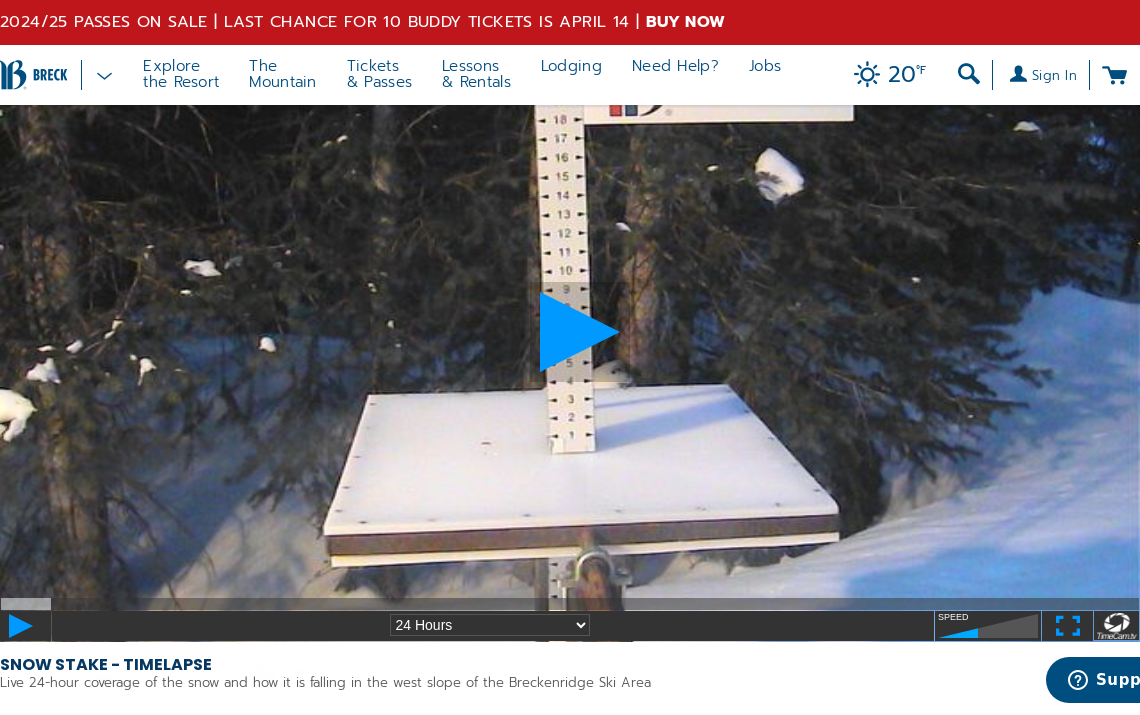 2024/25 PASSES ON SALE | LAST CHANCE FOR 10 BUDDY TICKETS IS APRIL 14 | BUY NOW
B BRECK
Explore
the Resort
The
Mountain
Tickets
& Passes
Lessons
& Rentals
Lodging
Need Help?
Jobs
20°F
Sign In
18
17
16
15
14
13
12
11
10
9
5
4
3
2
1
24 Hours
SPEED
TimeCam.tv
SNOW STAKE - TIMELAPSE
Live 24-hour coverage of the snow and how it is falling in the west slope of the Breckenridge Ski Area
Supp